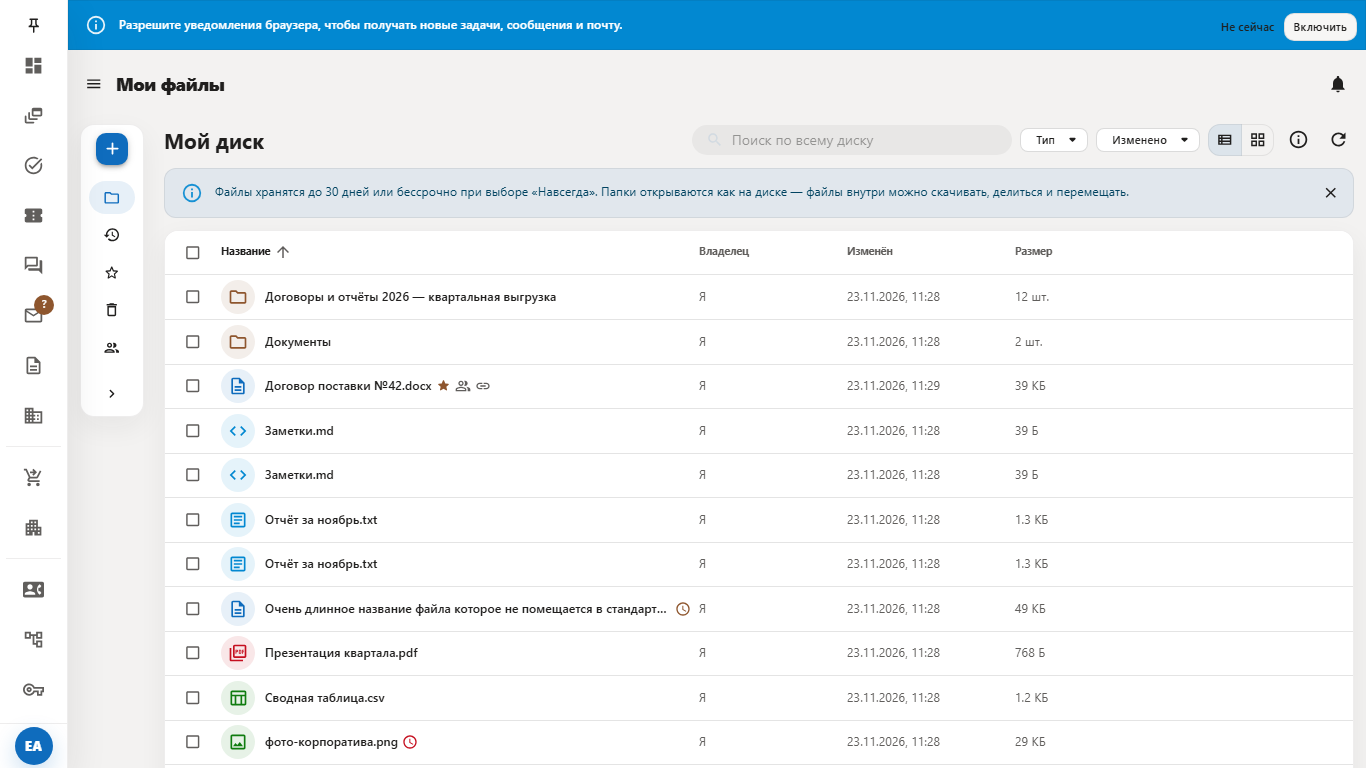 Разрешите уведомления браузера, чтобы получать новые задачи, сообщения и почту.
Не сейчас
Включить
Мои файлы
Мой диск
Поиск по всему диску
Тип
Изменено
Файлы хранятся до 30 дней или бессрочно при выборе «Навсегда». Папки открываются как на диске — файлы внутри можно скачивать, делиться и перемещать.
Название Владелец Изменён Размер
Договоры и отчёты 2026 — квартальная выгрузка Я 23.11.2026, 11:28 12 шт.
Документы Я 23.11.2026, 11:28 2 шт.
Договор поставки №42.docx Я 23.11.2026, 11:29 39 КБ
Заметки.md Я 23.11.2026, 11:28 39 Б
Заметки.md Я 23.11.2026, 11:28 39 Б
Отчёт за ноябрь.txt Я 23.11.2026, 11:28 1.3 КБ
Отчёт за ноябрь.txt Я 23.11.2026, 11:28 1.3 КБ
Очень длинное название файла которое не помещается в стандарт... Я 23.11.2026, 11:28 49 КБ
PDF Презентация квартала.pdf Я 23.11.2026, 11:28 768 Б
Сводная таблица.csv Я 23.11.2026, 11:28 1.2 КБ
фото-корпоратива.png Я 23.11.2026, 11:28 29 КБ
?
EA